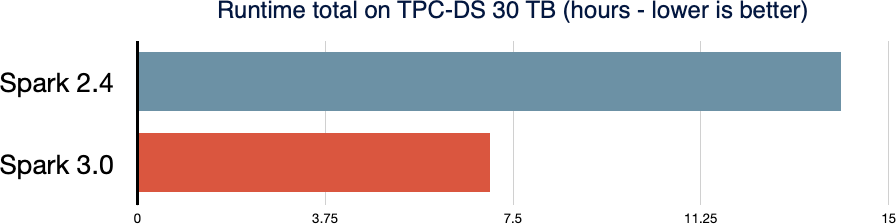 Runtime total on TPC-DS 30 TB (hours - lower is better)
Spark 2.4
Spark 3.0
0 3.75 7.5 11.25 15